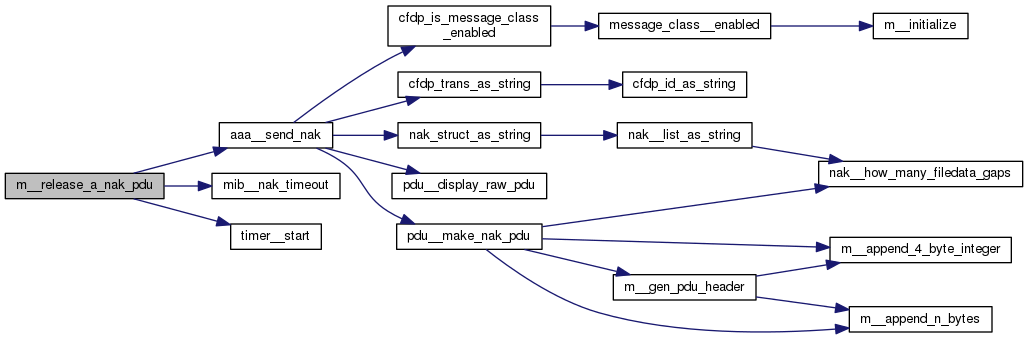 m__release_a_nak_pdu
aaa__send_nak
mib__nak_timeout
timer__start
cfdp_is_message_class
_enabled
cfdp_trans_as_string
nak_struct_as_string
pdu__display_raw_pdu
pdu__make_nak_pdu
message_class__enabled
cfdp_id_as_string
nak__list_as_string
m__gen_pdu_header
m__initialize
nak__how_many_filedata_gaps
m__append_4_byte_integer
m__append_n_bytes